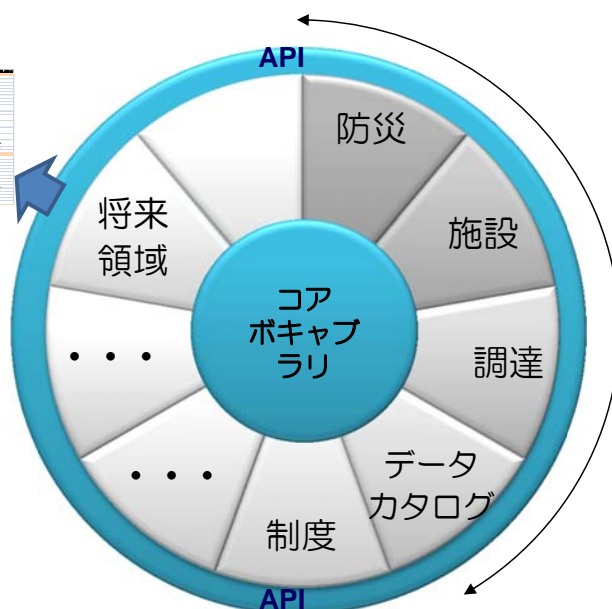 API
防災
施設
調達
データ
カタログ
制度
・・・
・・・
将来
領域
コア
ボキャブ
ラリ
API